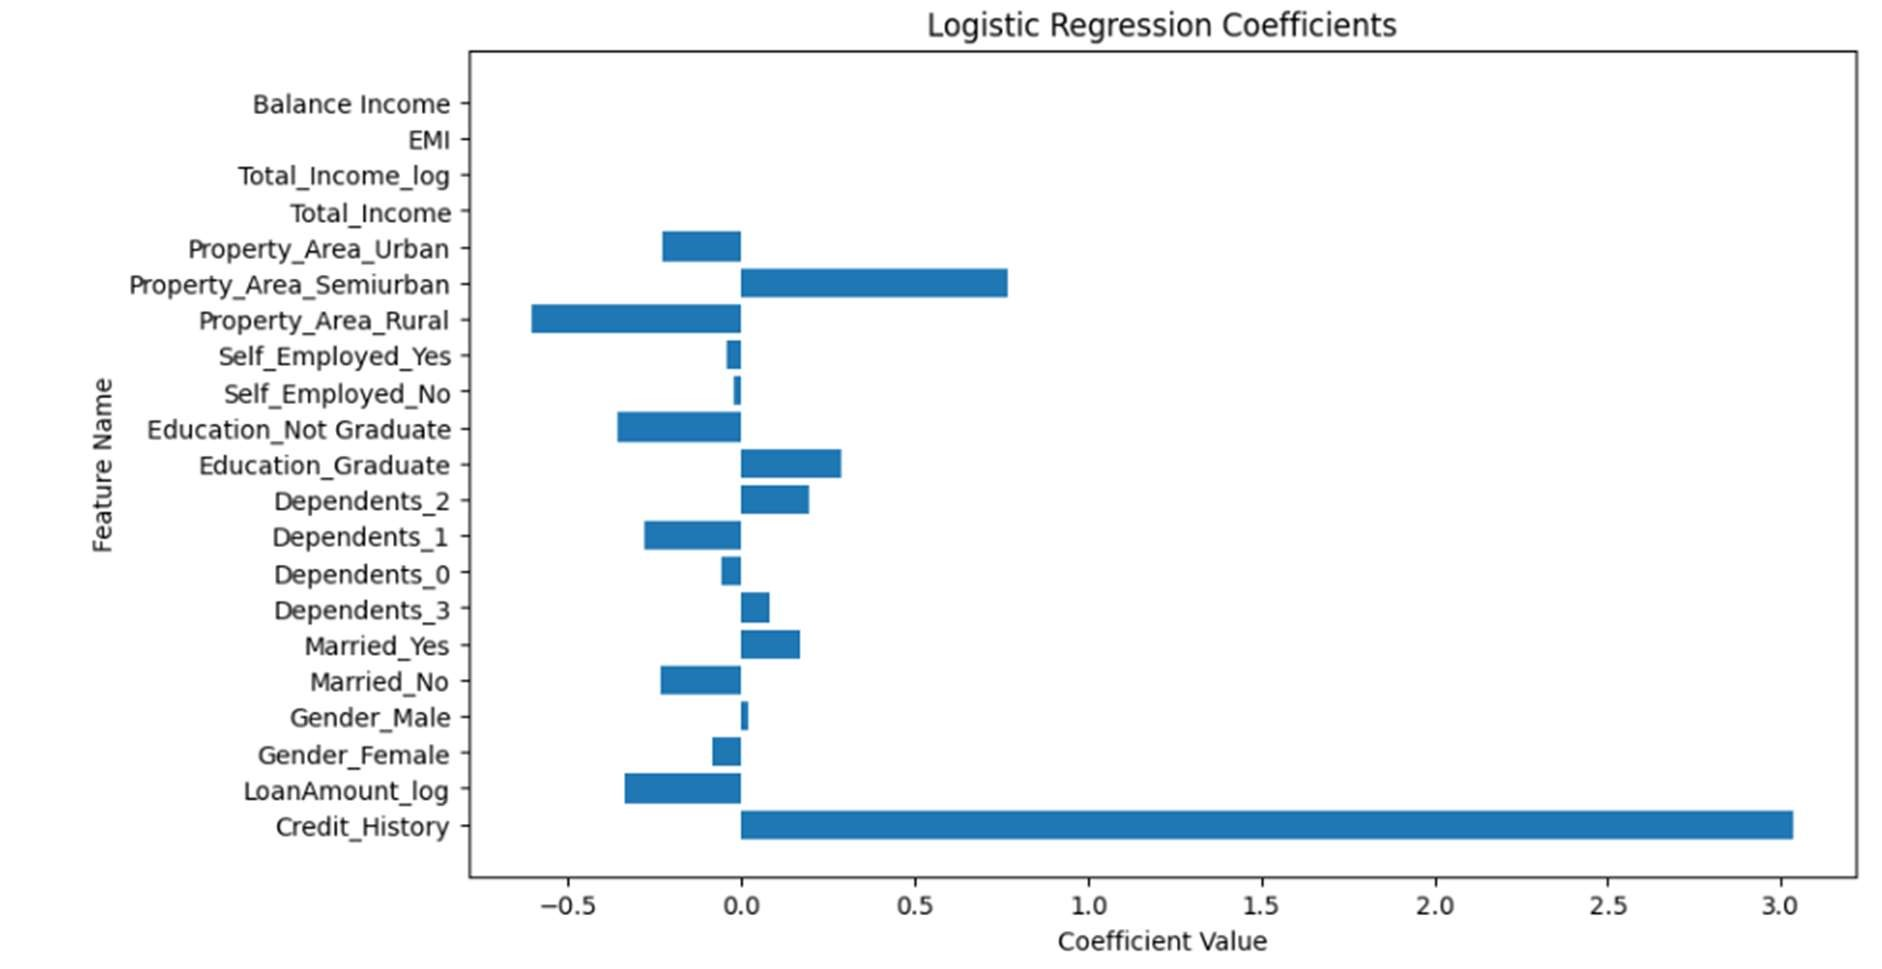 Logistic Regression Coefficients
Balance Income
EMI
Total_Income_log
Total_Income
Property_Area_Urban
Property_Area_Semiurban
Property_Area_Rural
Self_Employed_Yes
Self_Employed_No
Education_Not Graduate
Education_Graduate
Dependents_2
Dependents_1
Dependents_0
Dependents_3
Married_Yes
Married_No
Gender_Male
Gender_Female
LoanAmount_log
Credit_History
Feature Name
−0.5 0.0 0.5 1.0 1.5 2.0 2.5 3.0
Coefficient Value